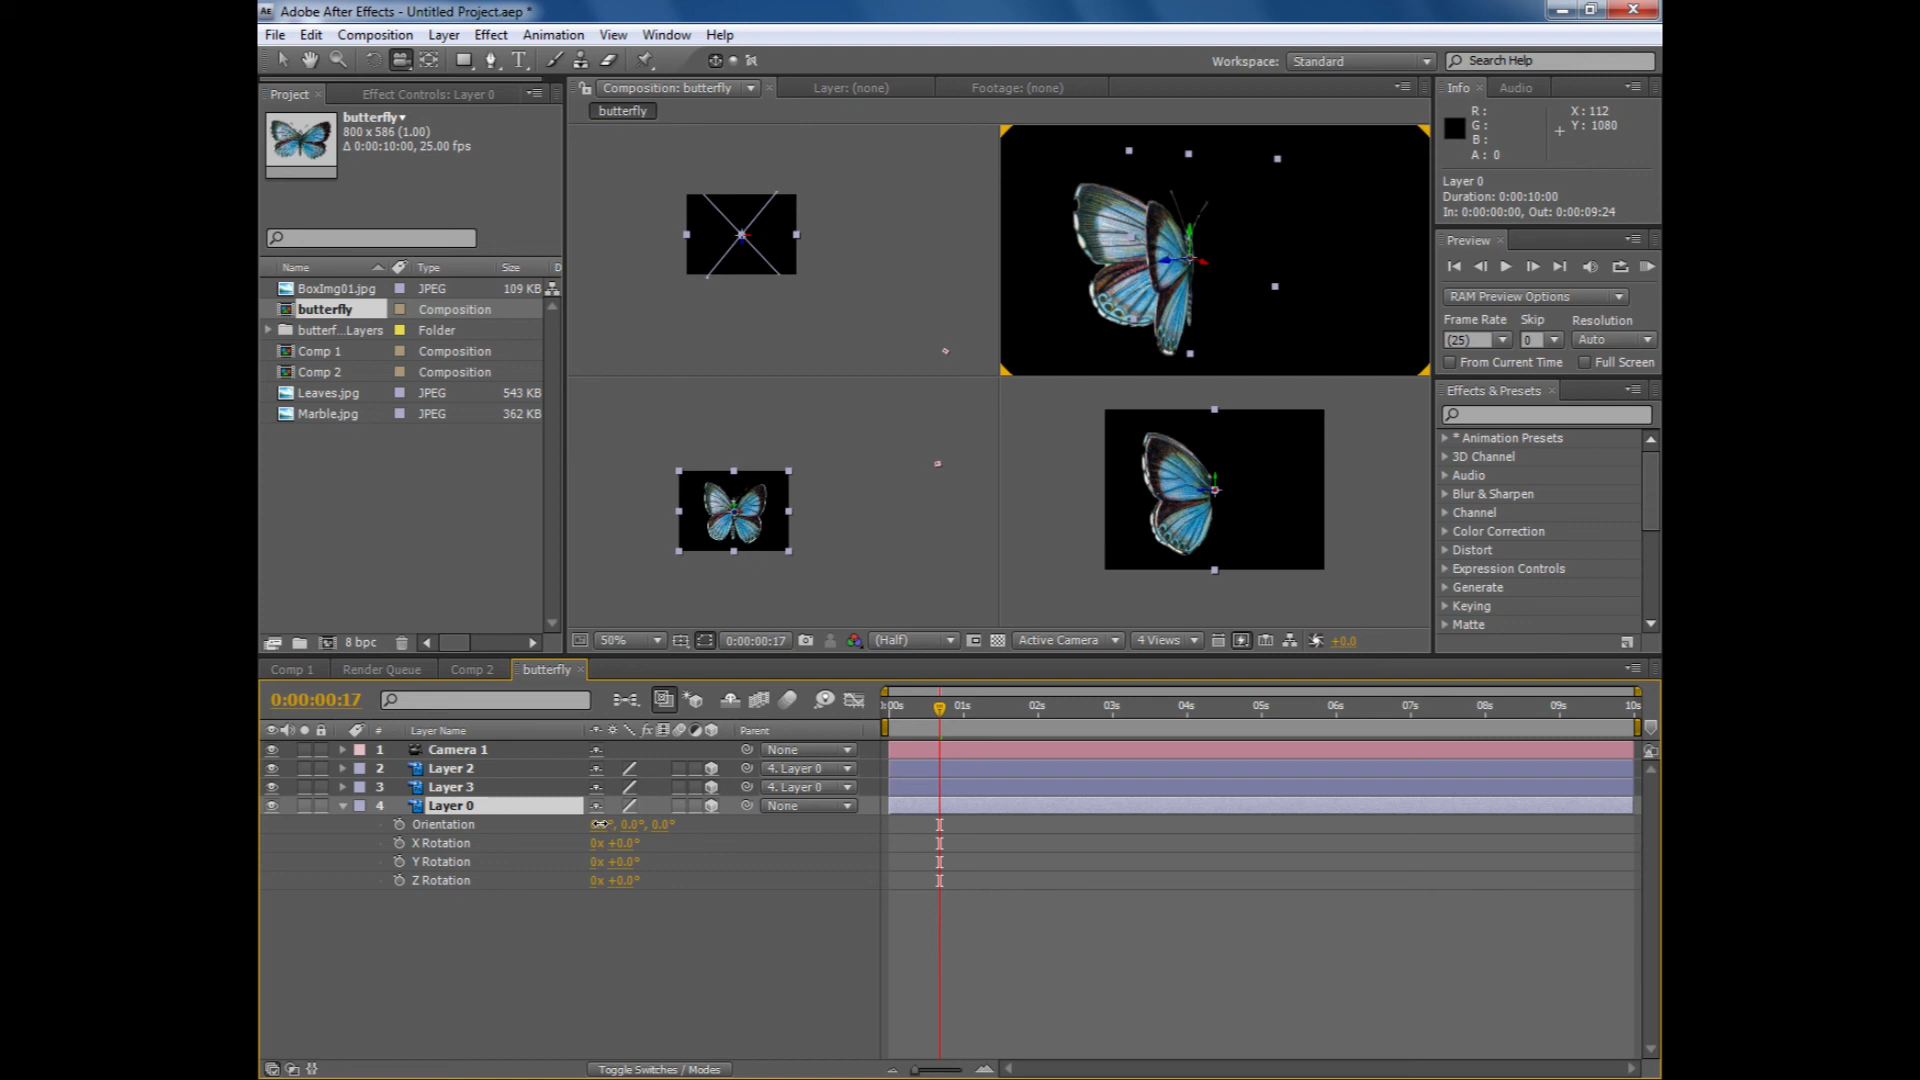 Adobe After Effects - Untitled Project.aep *
File Edit Composition Layer Effect Animation View Window Help
Workspace: Standard Search Help
Project Effect Controls: Layer 0
butterfly
800 x 586 (1.00)
Δ 0:00:10:00, 25.00 fps
Name Type Size D
BoxImg01.jpg JPEG 109 KB
butterfly Composition
butterf...Layers Folder
Comp 1 Composition
Comp 2 Composition
Leaves.jpg JPEG 543 KB
Marble.jpg JPEG 362 KB
8 bpc
Composition: butterfly Layer: (none) Footage: (none)
butterfly
50% 0:00:00:17 (Half) Active Camera 4 Views +0.0
Info Audio
R: X: 112
G: Y: 1080
B:
A: 0
Layer 0
Duration: 0:00:10:00
In: 0:00:00:00, Out: 0:00:09:24
Preview
RAM Preview Options
Frame Rate Skip Resolution
(25) 0 Auto
From Current Time Full Screen
Effects & Presets
* Animation Presets
3D Channel
Audio
Blur & Sharpen
Channel
Color Correction
Distort
Expression Controls
Generate
Keying
Matte
Comp 1 Render Queue Comp 2 butterfly
0:00:00:17
:00s 01s 02s 03s 04s 05s 06s 07s 08s 09s 10s
# Layer Name fx Parent
1 Camera 1 None
2 Layer 2 4. Layer 0
3 Layer 3 4. Layer 0
4 Layer 0 None
Orientation °, 0.0°, 0.0°
X Rotation 0x +0.0°
Y Rotation 0x +0.0°
Z Rotation 0x +0.0°
Toggle Switches / Modes